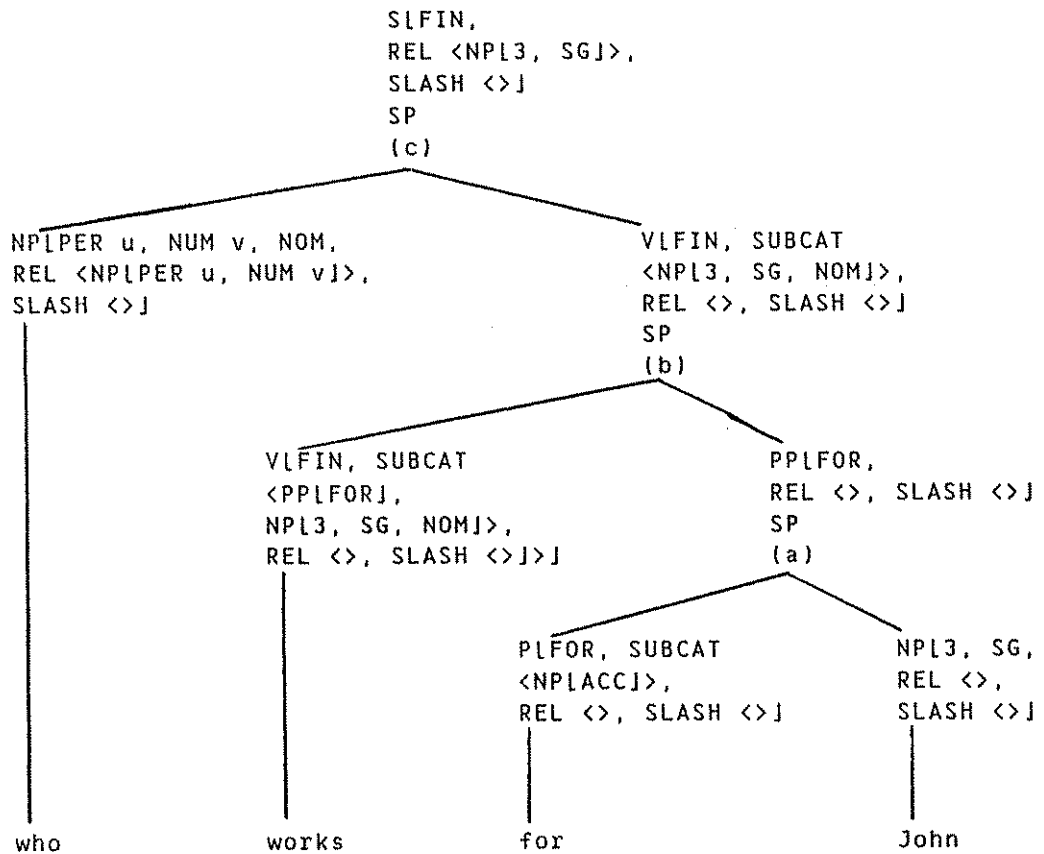 S[FIN,
REL <NP[3, SG]>,
SLASH <>]
SP
(c)
NP[PER u, NUM v, NOM,
REL <NP[PER u, NUM v]>,
SLASH <>]
V[FIN, SUBCAT
<NP[3, SG, NOM]>,
REL <>, SLASH <>]
SP
(b)
V[FIN, SUBCAT
<PP[FOR],
NP[3, SG, NOM]>,
REL <>, SLASH <>]>]
PP[FOR,
REL <>, SLASH <>]
SP
(a)
P[FOR, SUBCAT
<NP[ACC]>,
REL <>, SLASH <>]
NP[3, SG,
REL <>,
SLASH <>]
who works for John